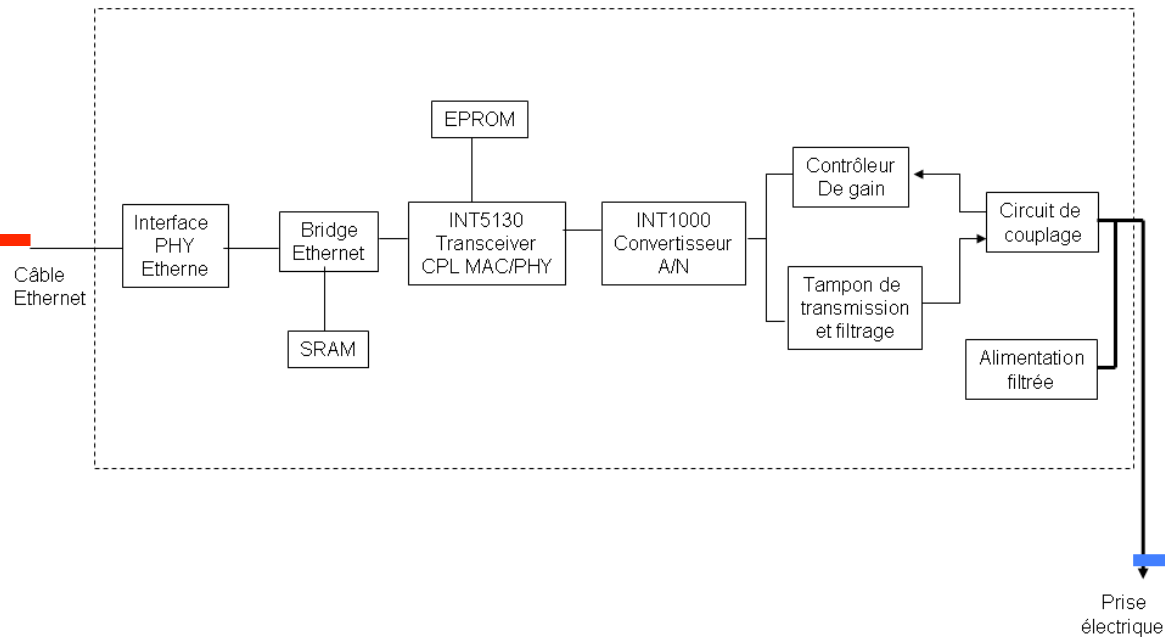 EPROM
Contrôleur
De gain
Interface
PHY
Etherne
Bridge
Ethernet
INT5130
Transceiver
CPL MAC/PHY
INT1000
Convertisseur
A/N
Circuit de
couplage
Câble
Ethernet
Tampon de
transmission
et filtrage
SRAM
Alimentation
filtrée
Prise
électrique